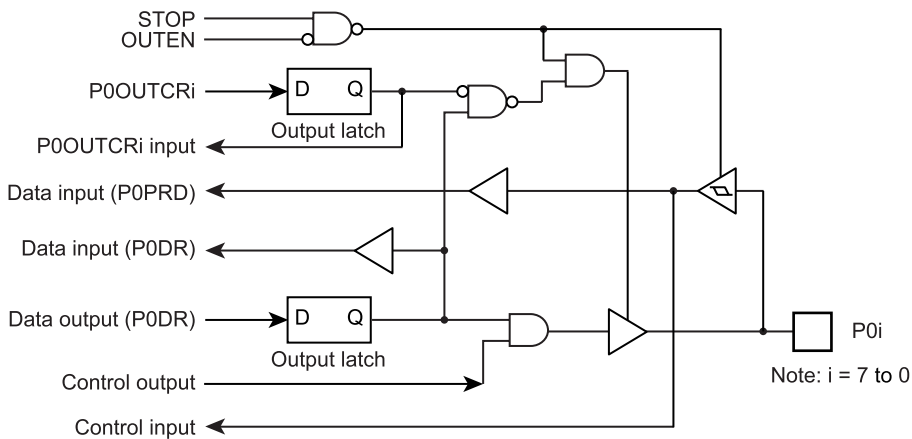 STOP
OUTEN
P0OUTCRi
D Q
Output latch
P0OUTCRi input
Data input (P0PRD)
Data input (P0DR)
Data output (P0DR)
D Q
Output latch
P0i
Control output
Note: i = 7 to 0
Control input